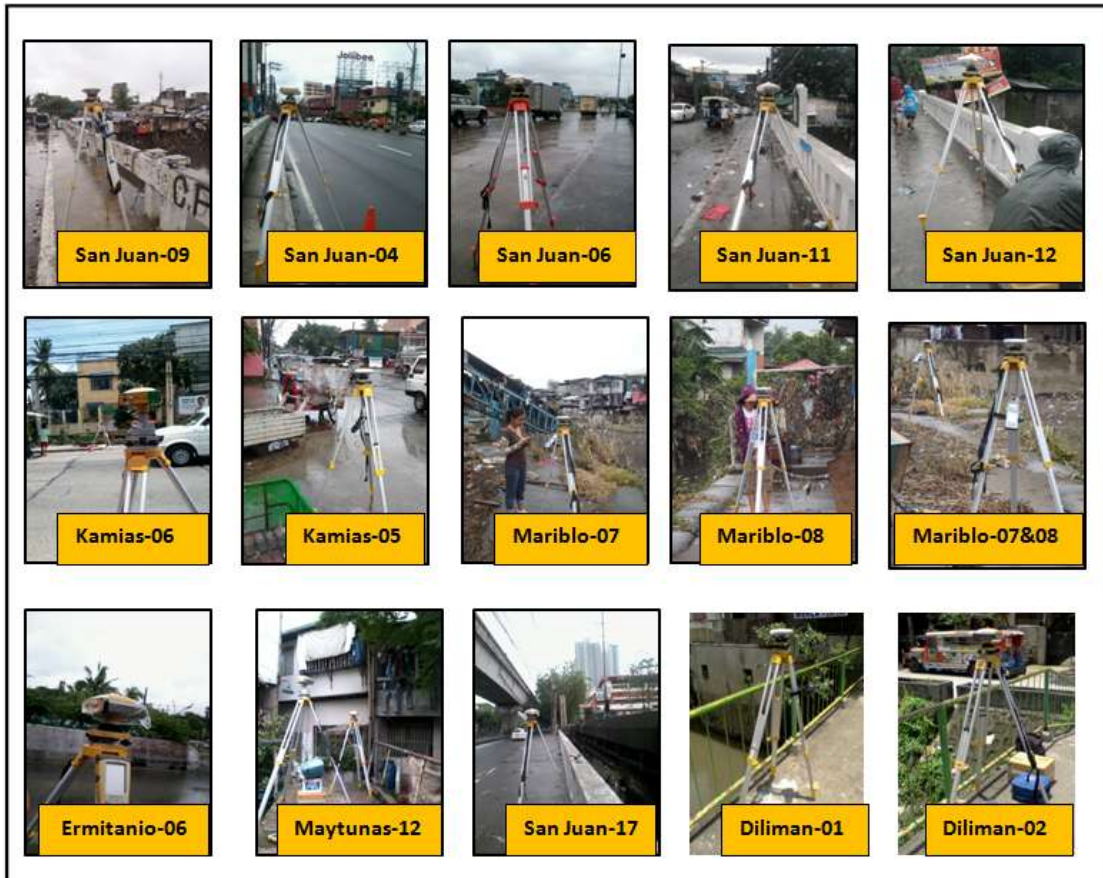 Jollibee
San Juan-09
San Juan-04
San Juan-06
San Juan-11
San Juan-12
Kamias-06
Kamias-05
Mariblo-07
Mariblo-08
Mariblo-07&08
Ermitanio-06
Maytunas-12
San Juan-17
Diliman-01
Diliman-02